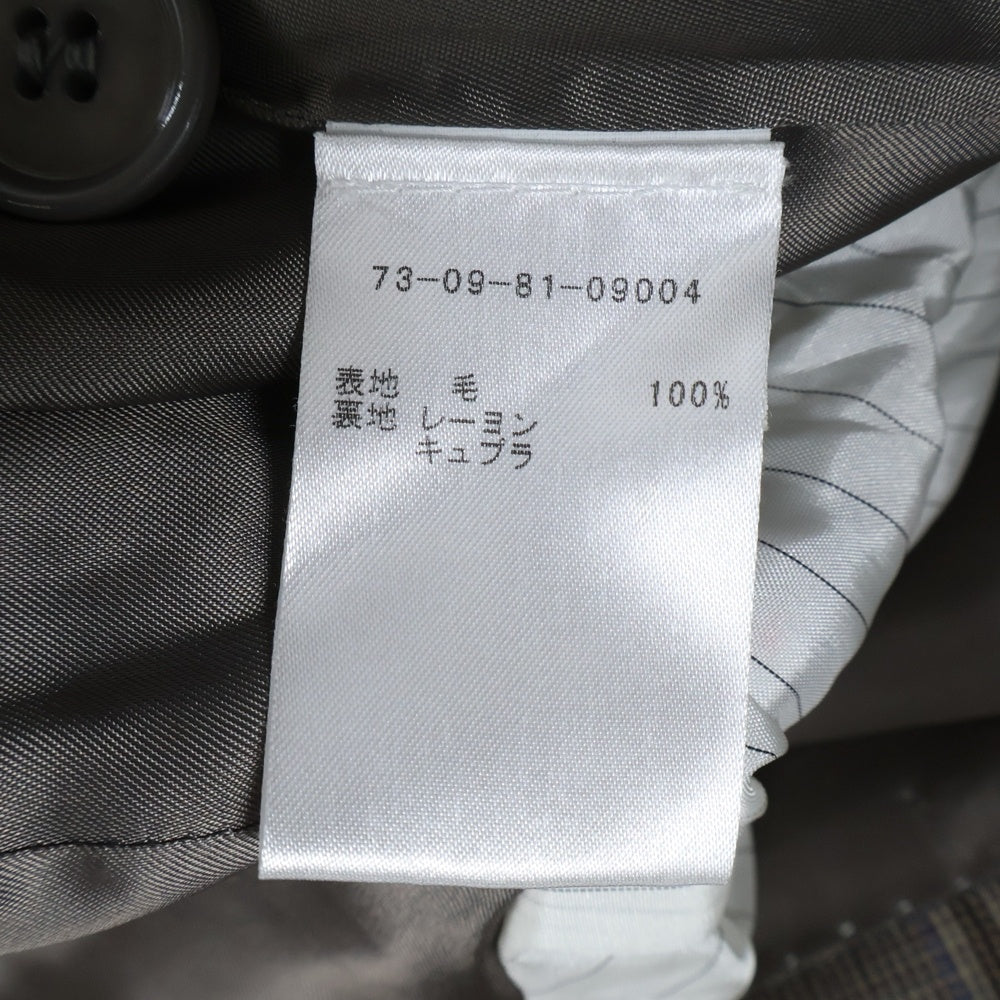 73-09-81-09004
表地 毛 100%
裏地 レーヨン
キュプラ